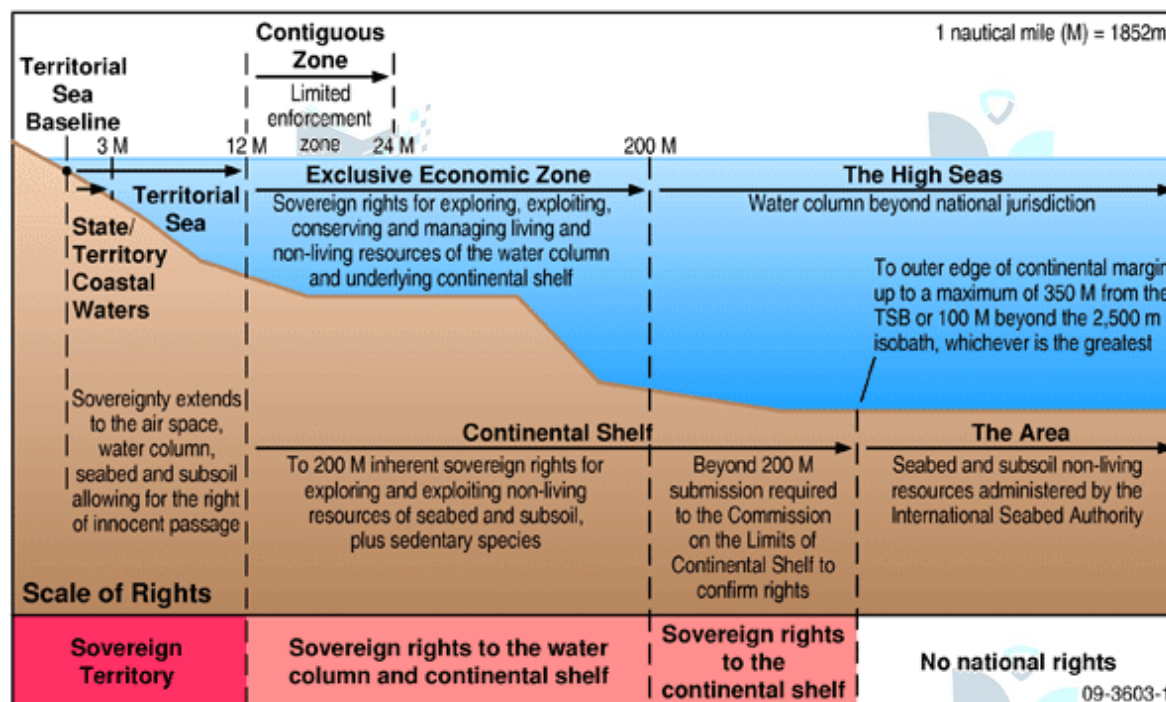 Contiguous
Zone
Limited
enforcement
zone
1 nautical mile (M) = 1852m
Territorial
Sea
Baseline
3 M
12 M
24 M
200 M
Exclusive Economic Zone
Sovereign rights for exploring, exploiting,
conserving and managing living and
non-living resources of the water column
and underlying continental shelf
The High Seas
Water column beyond national jurisdiction
Territorial
Sea
State/
Territory
Coastal
Waters
To outer edge of continental margin
up to a maximum of 350 M from the
TSB or 100 M beyond the 2,500 m
isobath, whichever is the greatest
Sovereignty extends
to the air space,
water column,
seabed and subsoil
allowing for the right
of innocent passage
Continental Shelf
To 200 M inherent sovereign rights for
exploring and exploiting non-living
resources of seabed and subsoil,
plus sedentary species
Beyond 200 M
submission required
to the Commission
on the Limits of
Continental Shelf to
confirm rights
The Area
Seabed and subsoil non-living
resources administered by the
International Seabed Authority
Scale of Rights
Sovereign
Territory
Sovereign rights to the water
column and continental shelf
Sovereign rights
to the
continental shelf
No national rights
09-3603-1